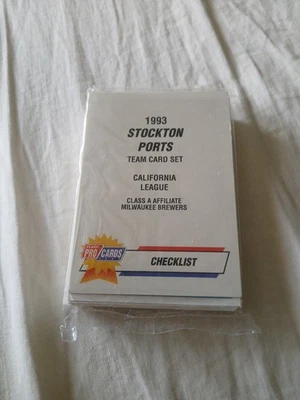 1993
STOCKTON
PORTS
TEAM CARD SET
CALIFORNIA
LEAGUE
CLASS A AFFILIATE
MILWAUKEE BREWERS
PRO CARDS
CHECKLIST